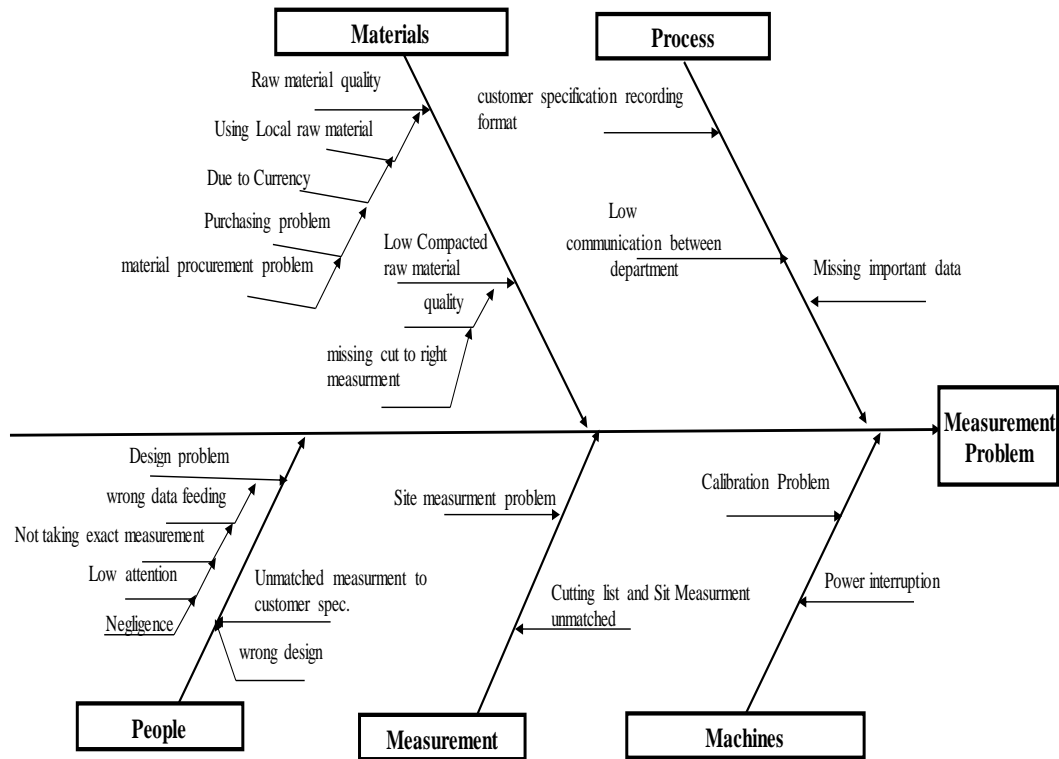 Materials
Process
Raw material quality
Using Local raw material
Due to Currency
Purchasing problem
material procurement problem
Low Compacted
raw material
quality
missing cut to right
measurment
customer specification recording
format
Low
communication between
department
Missing important data
Measurement
Problem
Design problem
wrong data feeding
Not taking exact measurement
Low attention
Negligence
Unmatched measurment to
customer spec.
wrong design
Site measurment problem
Cutting list and Sit Measurment
unmatched
Calibration Problem
Power interruption
People
Measurement
Machines